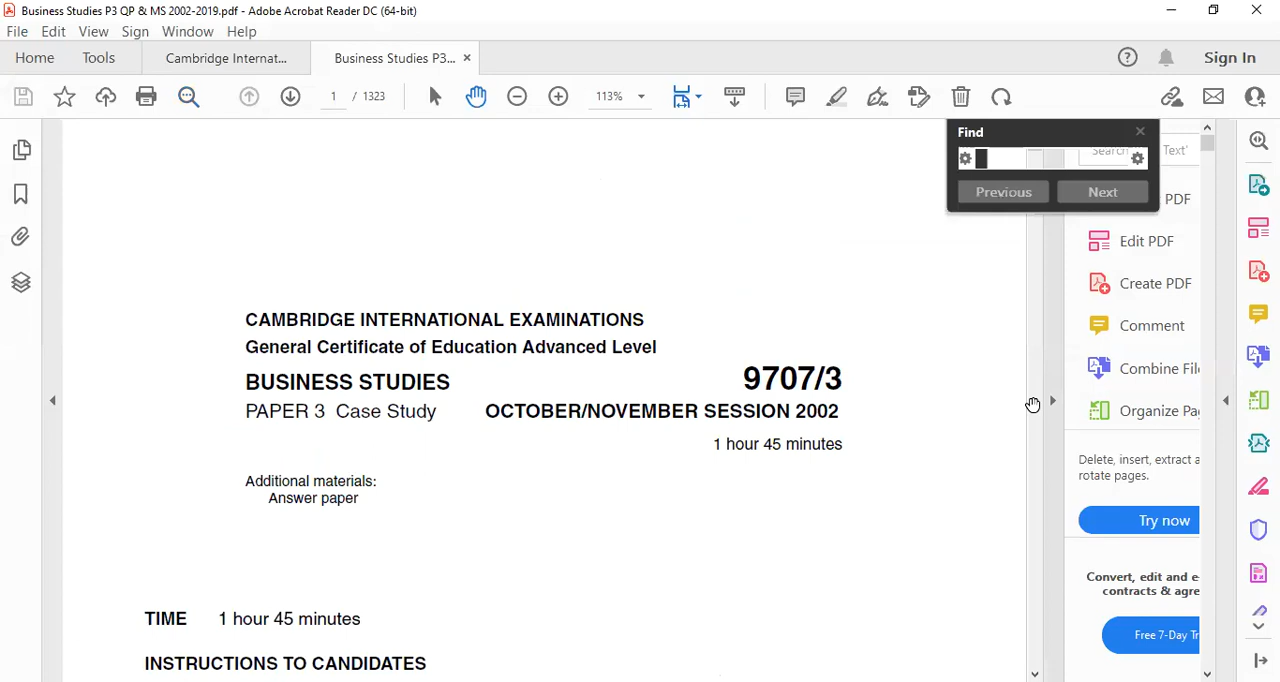 Business Studies P3 QP & MS 2002-2019.pdf - Adobe Acrobat Reader DC (64-bit)
File Edit View Sign Window Help
Home Tools Cambridge Internat... Business Studies P3... × Sign In
1 / 1323 113%
Find
Search Text'
Previous Next
PDF
Edit PDF
Create PDF
Comment
Combine File
Organize Pag
Delete, insert, extract a
rotate pages.
Try now
Convert, edit and e-
contracts & agre
Free 7-Day Tr
CAMBRIDGE INTERNATIONAL EXAMINATIONS
General Certificate of Education Advanced Level
BUSINESS STUDIES 9707/3
PAPER 3 Case Study OCTOBER/NOVEMBER SESSION 2002
1 hour 45 minutes
Additional materials:
Answer paper
TIME 1 hour 45 minutes
INSTRUCTIONS TO CANDIDATES